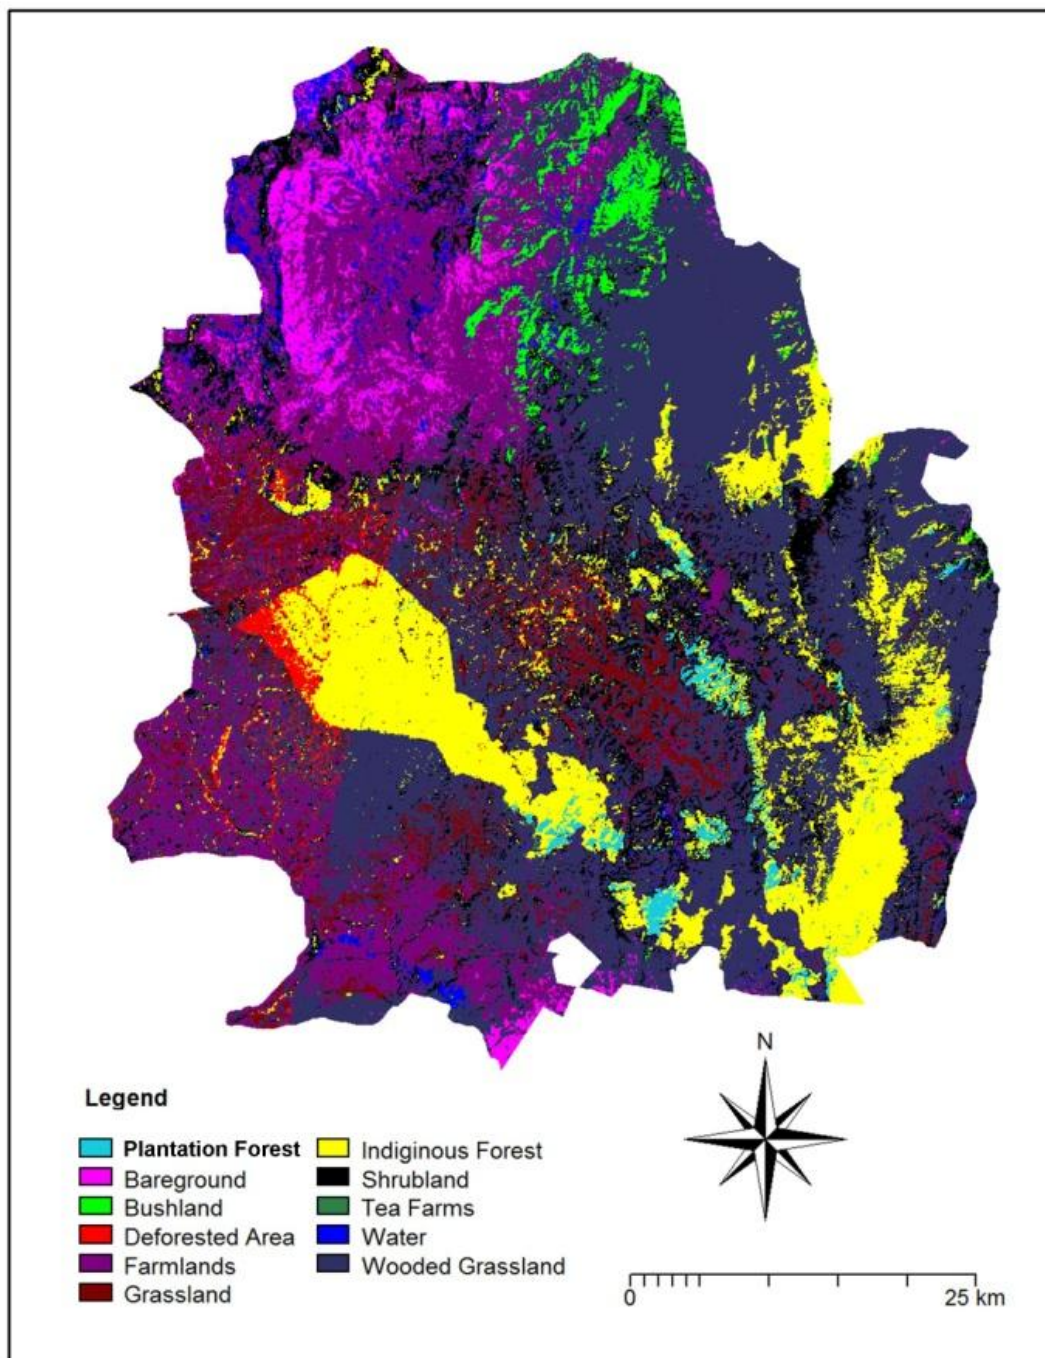 N
Legend
Plantation Forest
Bareground
Bushland
Deforested Area
Farmlands
Grassland
Indiginous Forest
Shrubland
Tea Farms
Water
Wooded Grassland
0 25 km